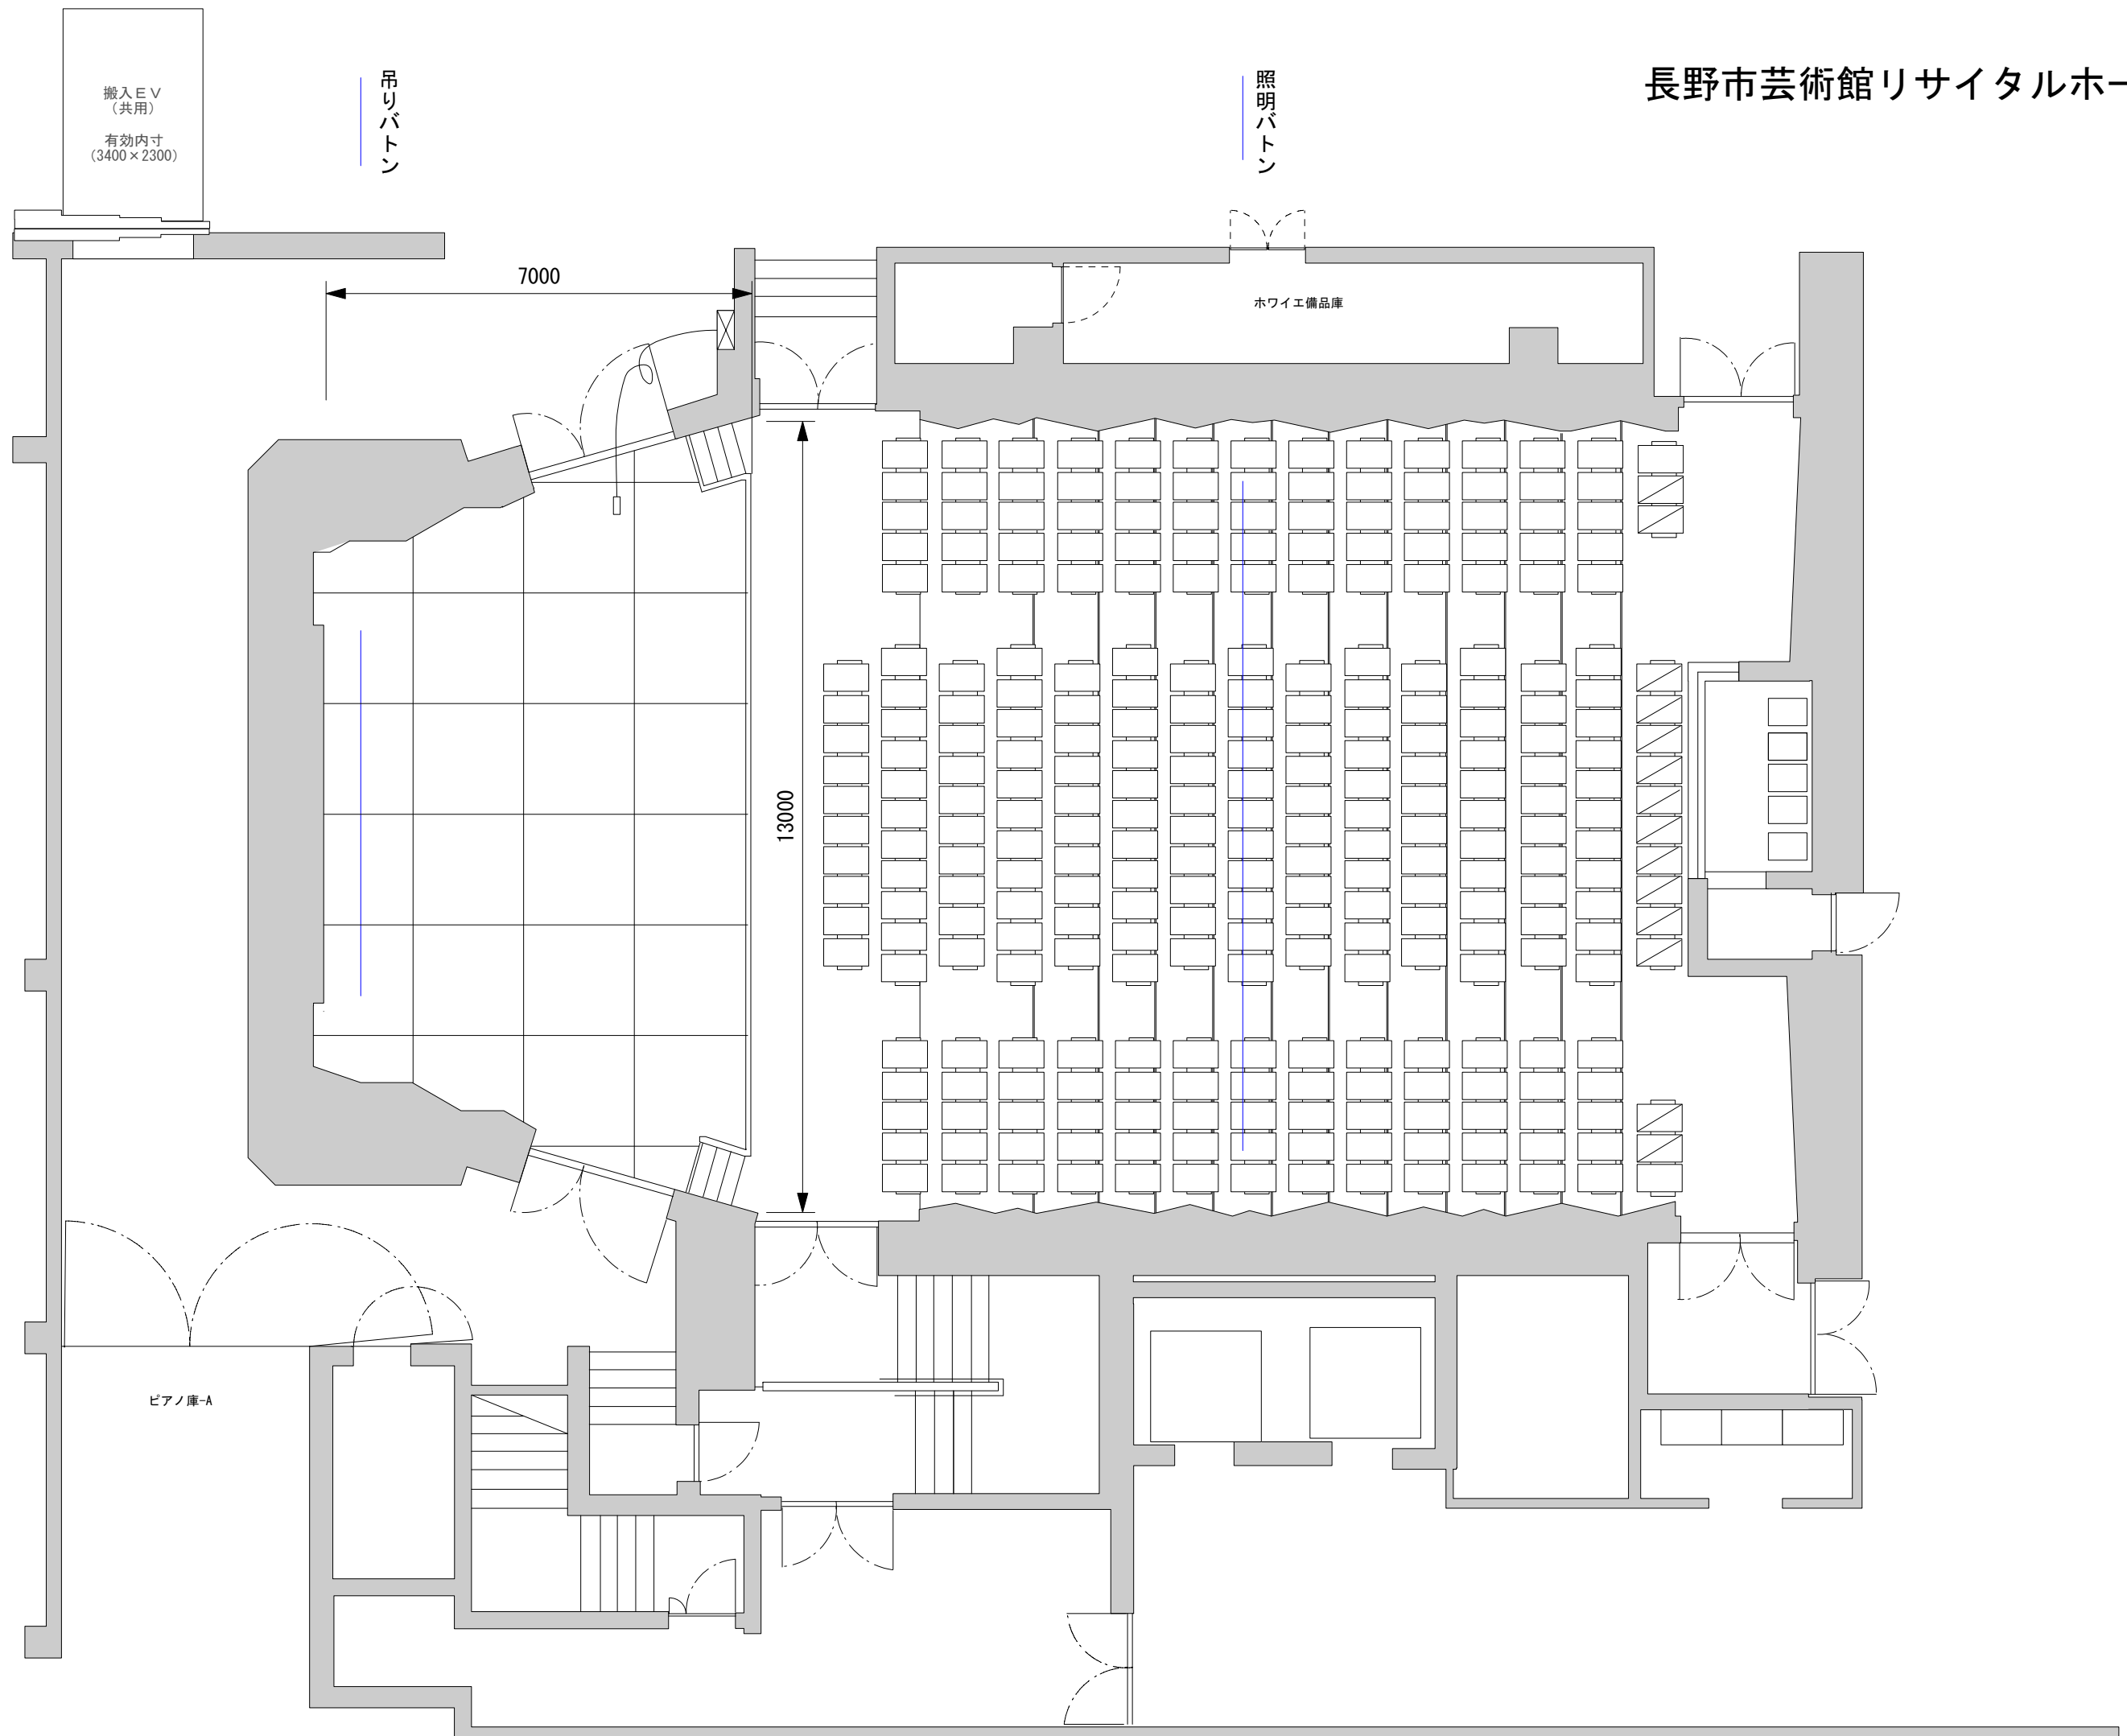 長野市芸術館リサイタルホー
搬入ＥＶ
（共用）
有効内寸
（3400×2300）
吊りバトン
照明バトン
7000
ホワイエ備品庫
13000
ピアノ庫-A